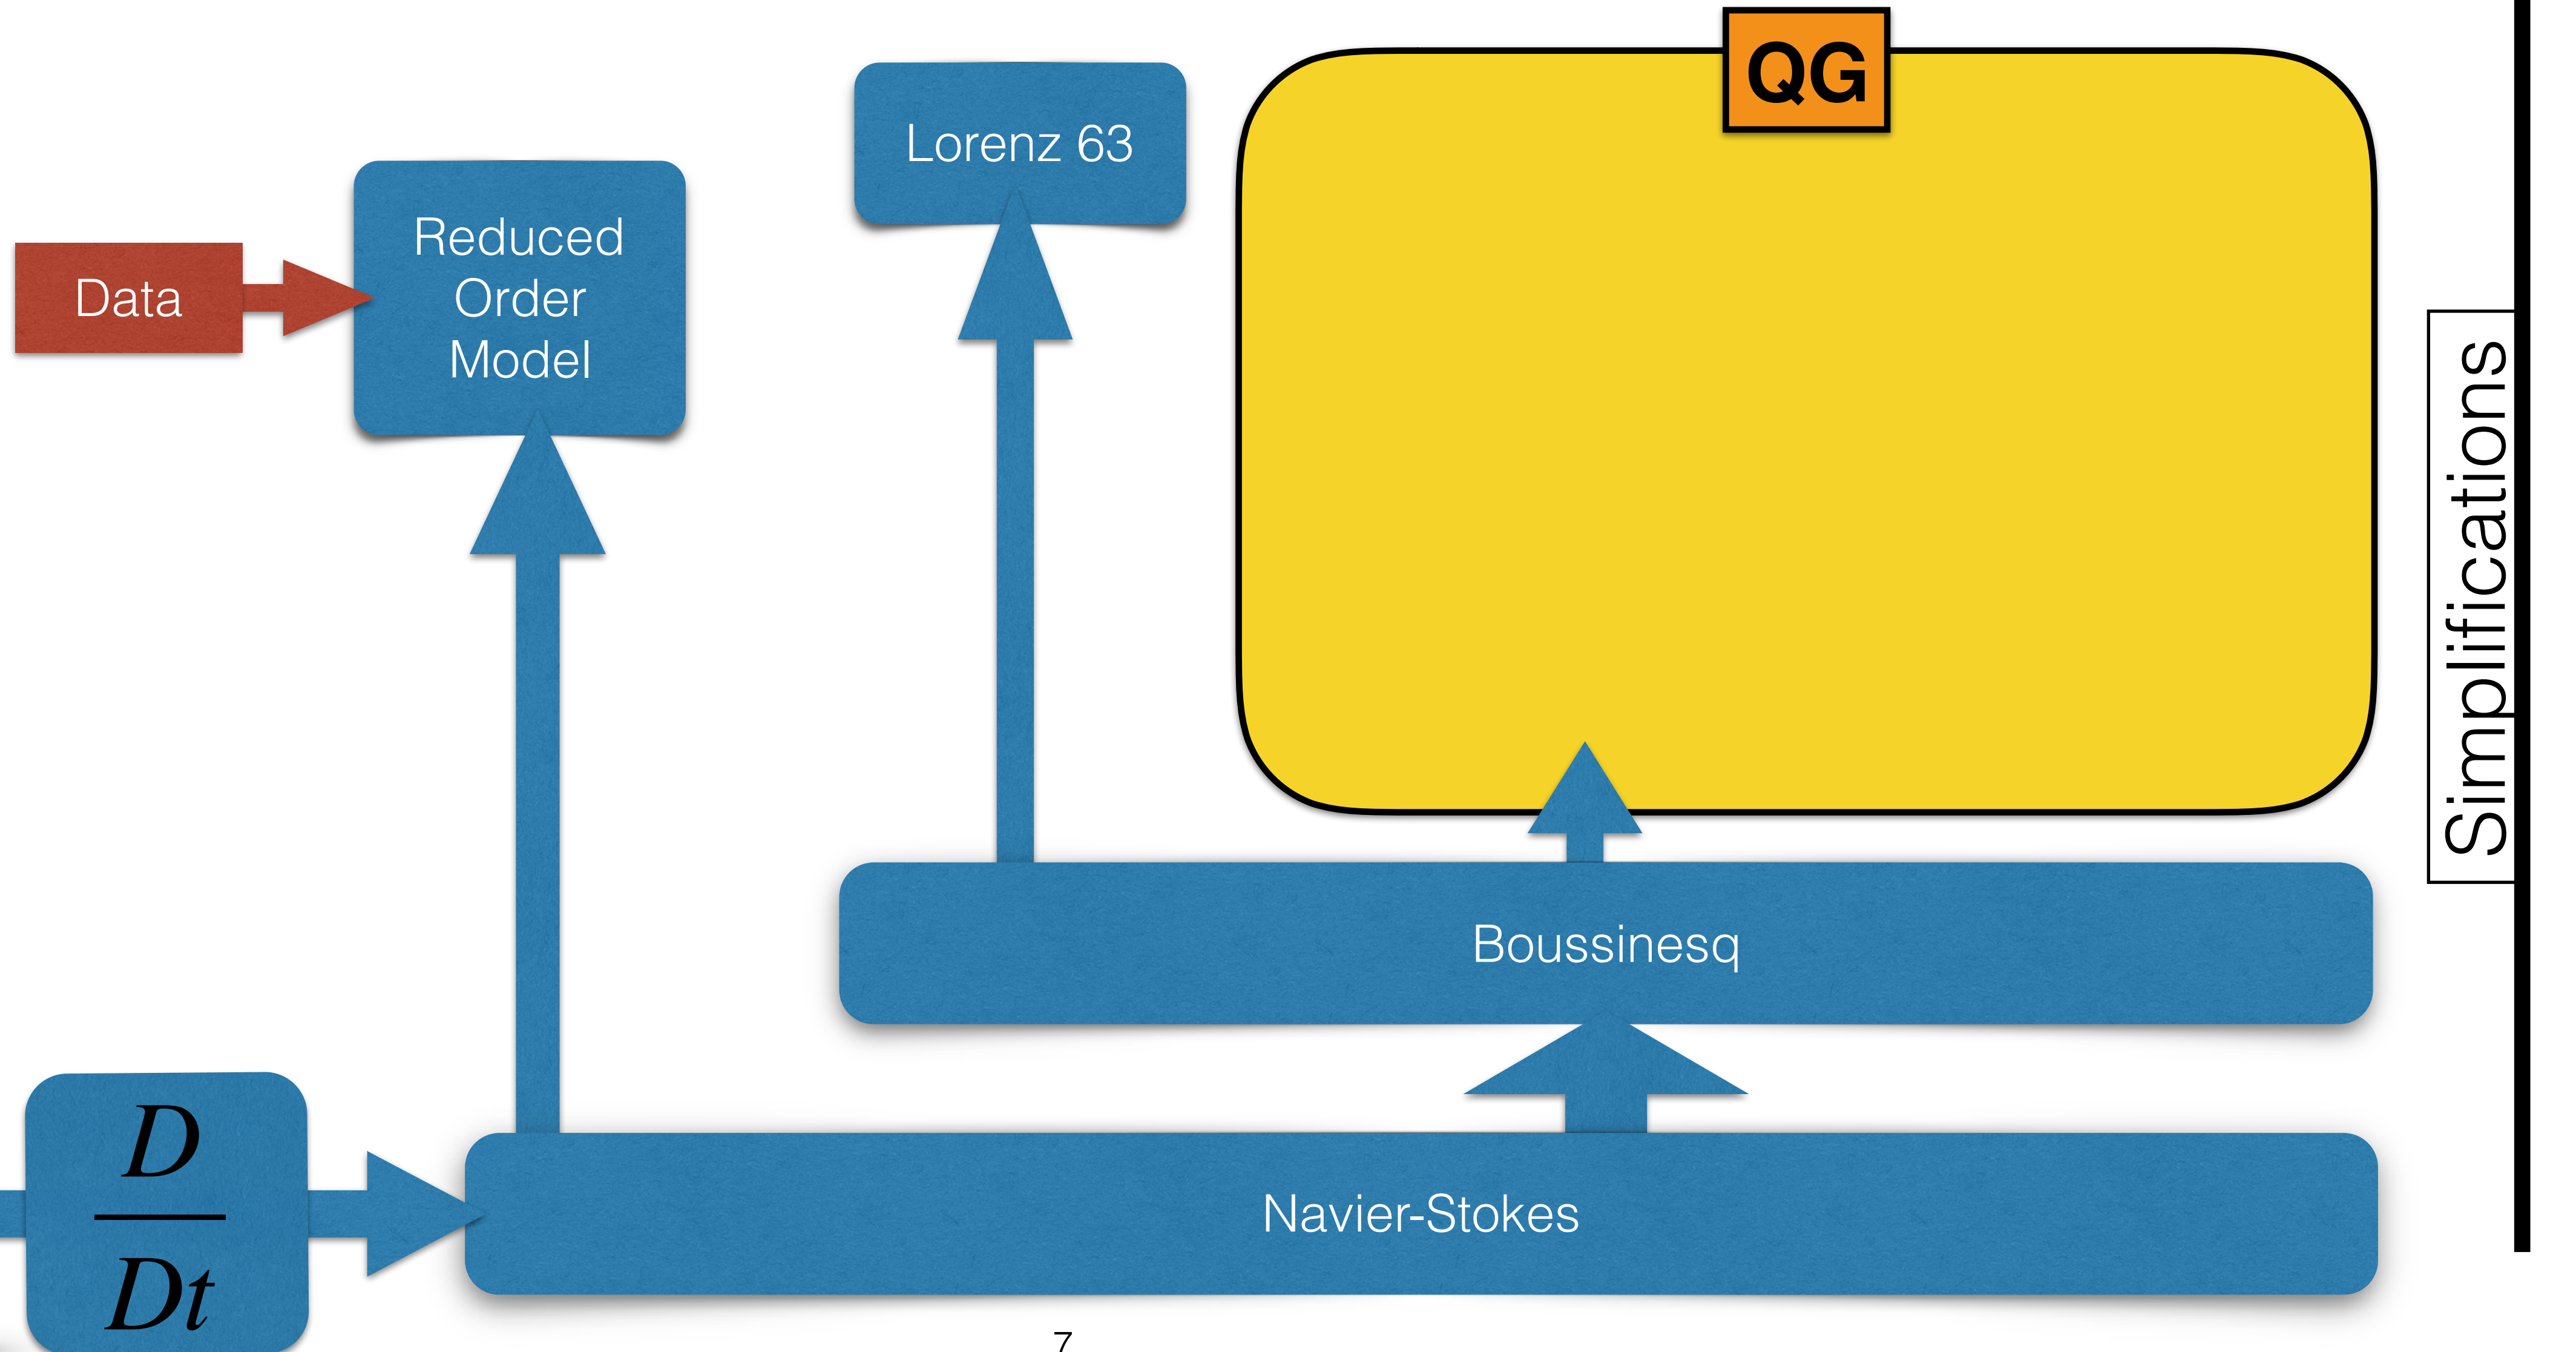 QG
Lorenz 63
Reduced
Order
Model
Data
Simplifications
Boussinesq
D
Dt
Navier-Stokes
7